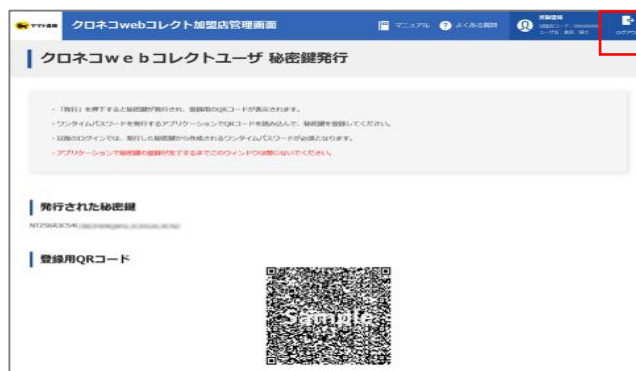 ヤマト運輸
クロネコwebコレクト加盟店管理画面
マニュアル
よくある質問
クロネコｗｅｂコレクトユーザ 秘密鍵発行
・「発行」を押下すると秘密鍵が発行され、登録用のQRコードが表示されます。
・ワンタイムパスワードを発行するアプリケーションでQRコードを読み込んで、秘密鍵を登録してください。
・以降のログインでは、発行した秘密鍵から作成されるワンタイムパスワードが必須となります。
・アプリケーションで秘密鍵の登録が完了するまでこのウィンドウは閉じないでください。
発行された秘密鍵
登録用QRコード
Sample